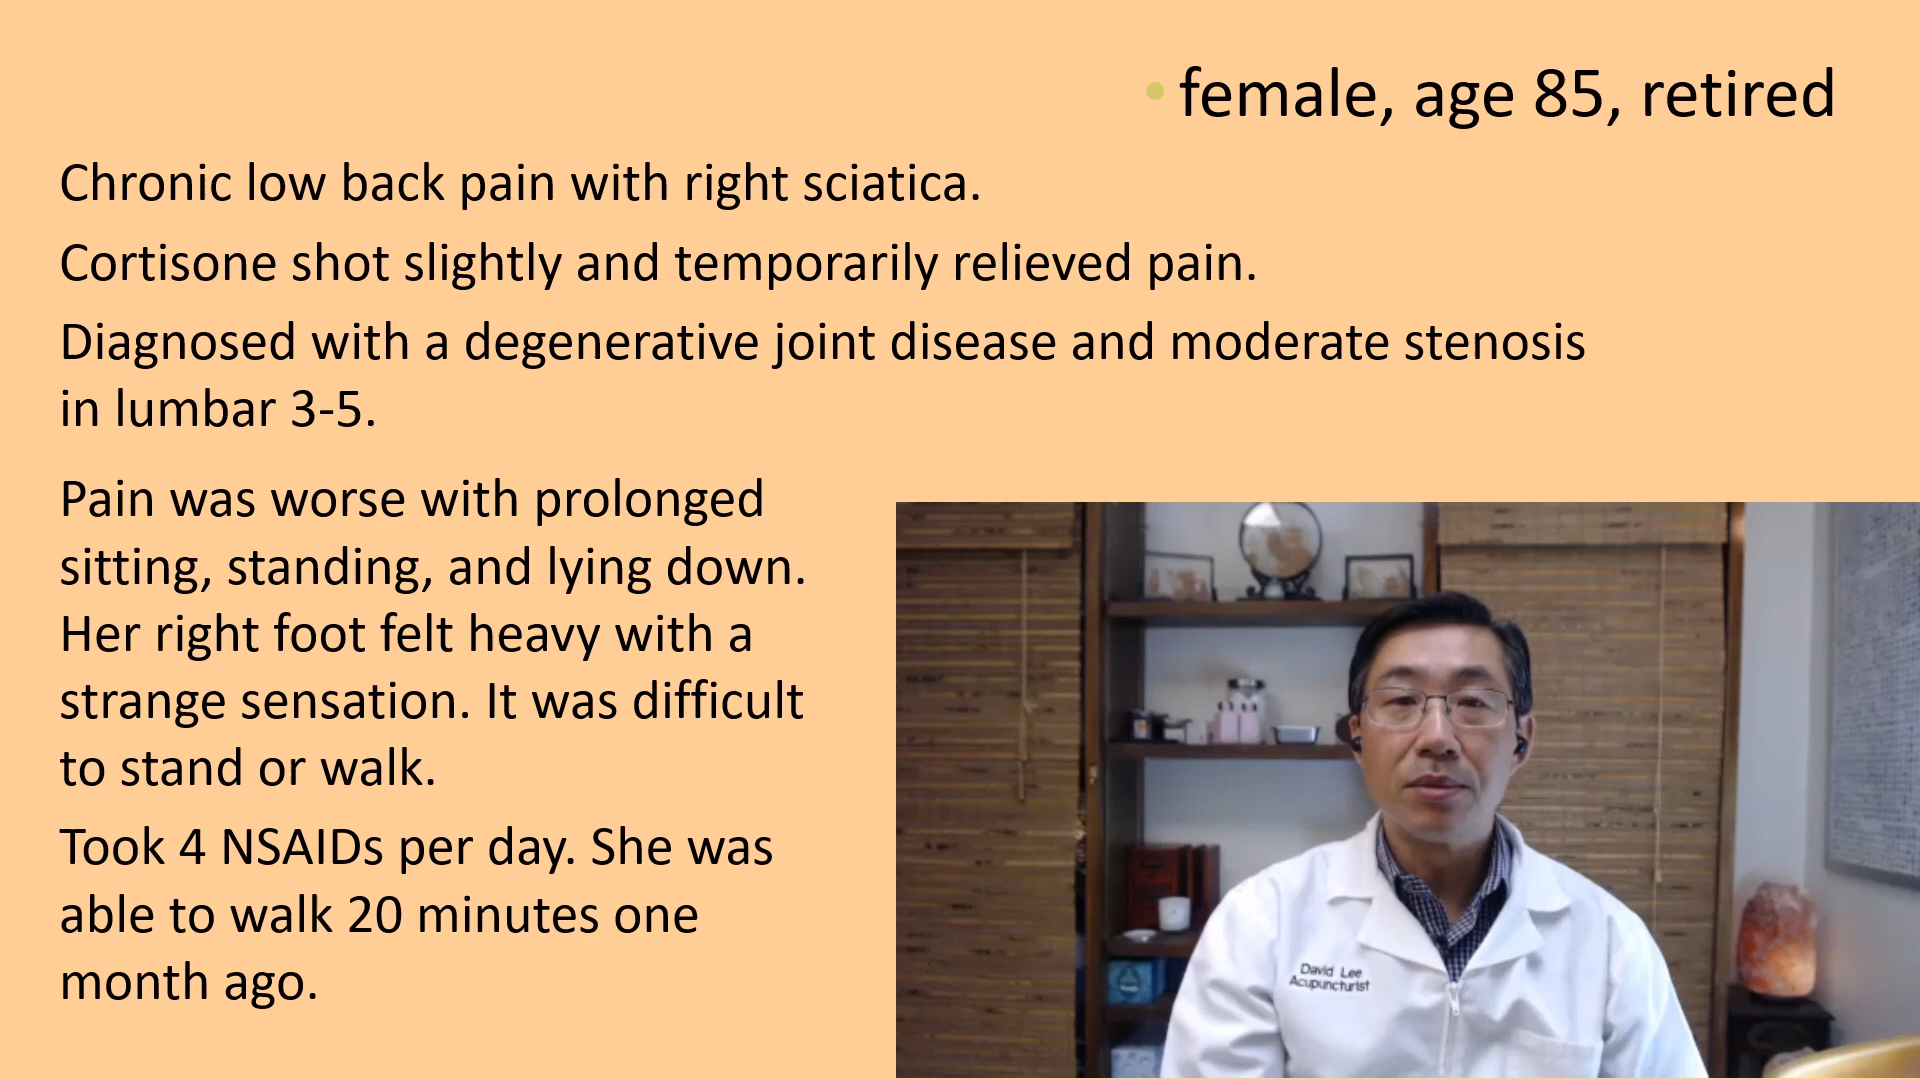 • female, age 85, retired
Chronic low back pain with right sciatica.
Cortisone shot slightly and temporarily relieved pain.
Diagnosed with a degenerative joint disease and moderate stenosis
in lumbar 3-5.
Pain was worse with prolonged
sitting, standing, and lying down.
Her right foot felt heavy with a
strange sensation. It was difficult
to stand or walk.
Took 4 NSAIDs per day. She was
able to walk 20 minutes one
month ago.
David Lee
Acupuncturist